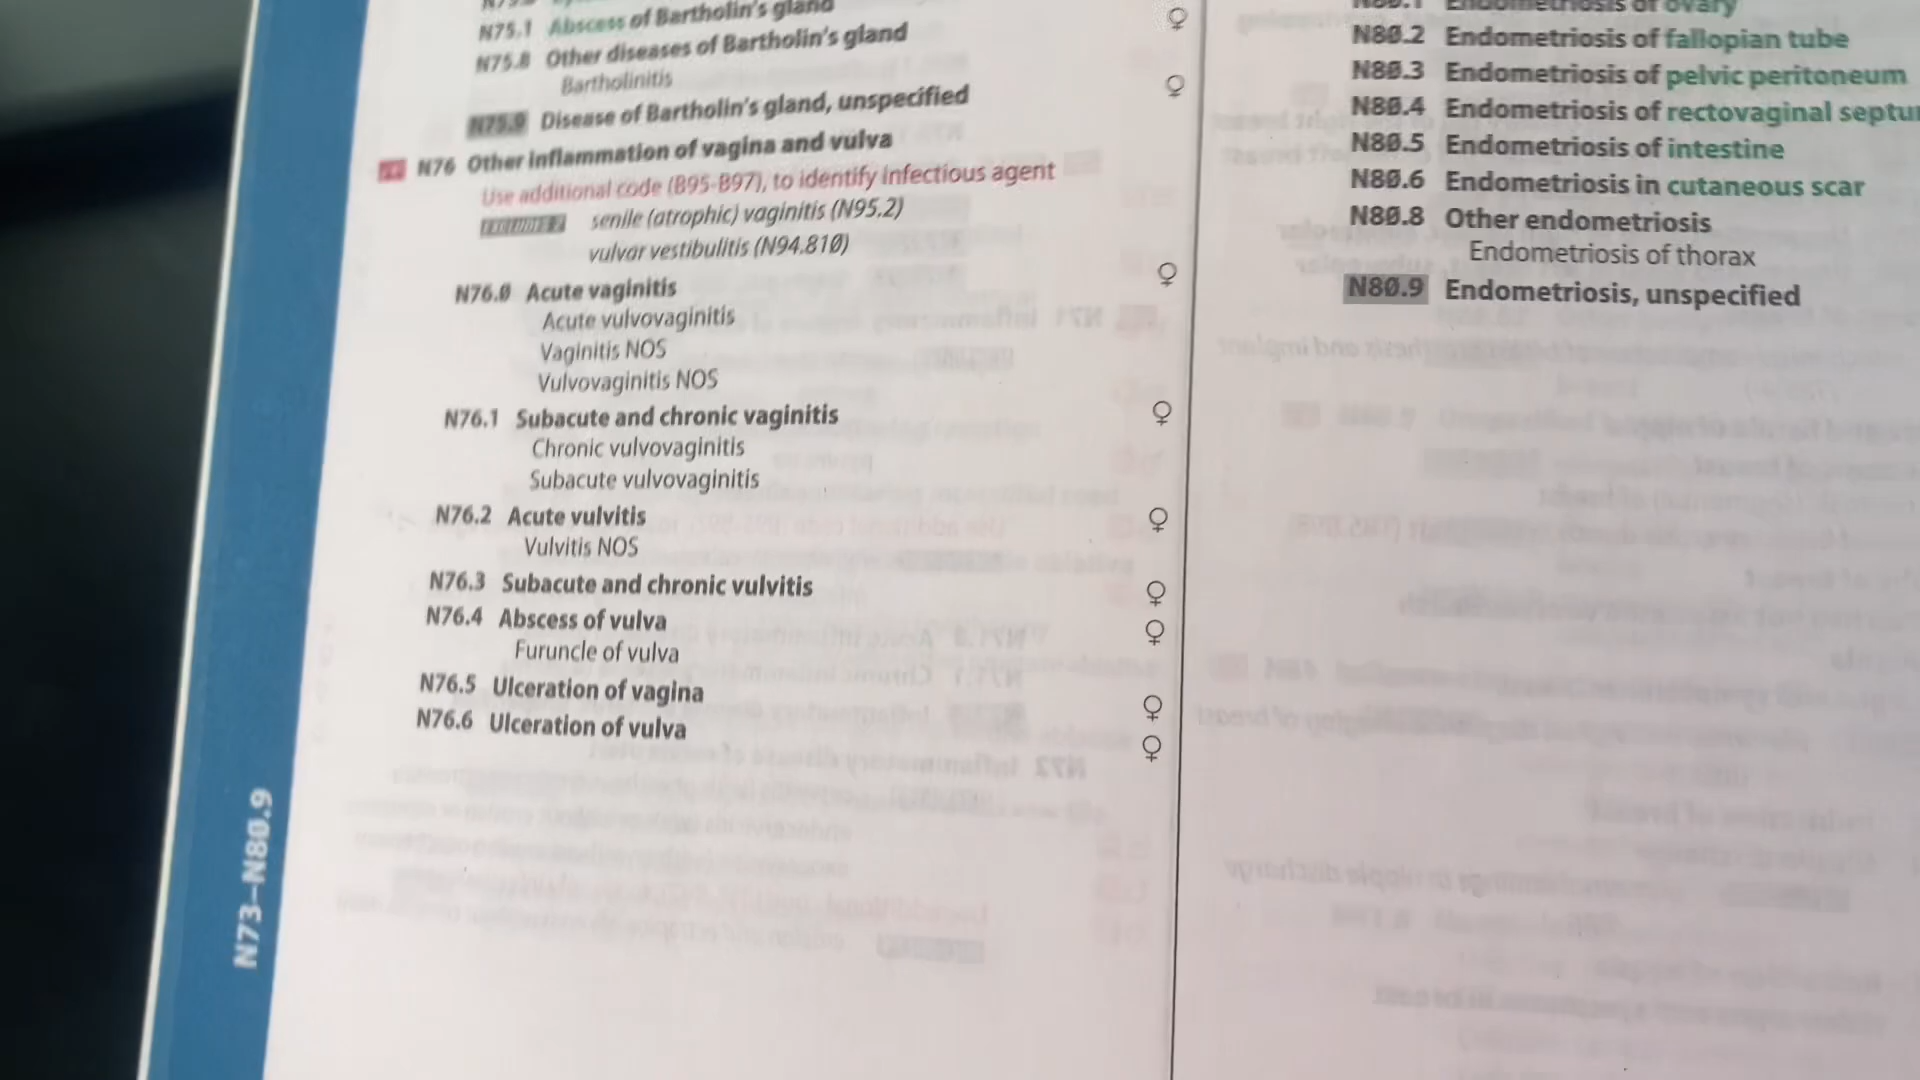 N75.1 Abscess of Bartholin's gland ♀
N75.8 Other diseases of Bartholin's gland
Bartholinitis
N75.9 Disease of Bartholin's gland, unspecified ♀
N76 Other inflammation of vagina and vulva
Use additional code (B95-B97), to identify infectious agent
senile (atrophic) vaginitis (N95.2)
vulvar vestibulitis (N94.810)
N76.0 Acute vaginitis ♀
Acute vulvovaginitis
Vaginitis NOS
Vulvovaginitis NOS
N76.1 Subacute and chronic vaginitis ♀
Chronic vulvovaginitis
Subacute vulvovaginitis
N76.2 Acute vulvitis ♀
Vulvitis NOS
N76.3 Subacute and chronic vulvitis ♀
N76.4 Abscess of vulva ♀
Furuncle of vulva
N76.5 Ulceration of vagina ♀
N76.6 Ulceration of vulva ♀
N73–N80.9
N80.1 Endometriosis of ovary
N80.2 Endometriosis of fallopian tube
N80.3 Endometriosis of pelvic peritoneum
N80.4 Endometriosis of rectovaginal septu
N80.5 Endometriosis of intestine
N80.6 Endometriosis in cutaneous scar
N80.8 Other endometriosis
Endometriosis of thorax
N80.9 Endometriosis, unspecified